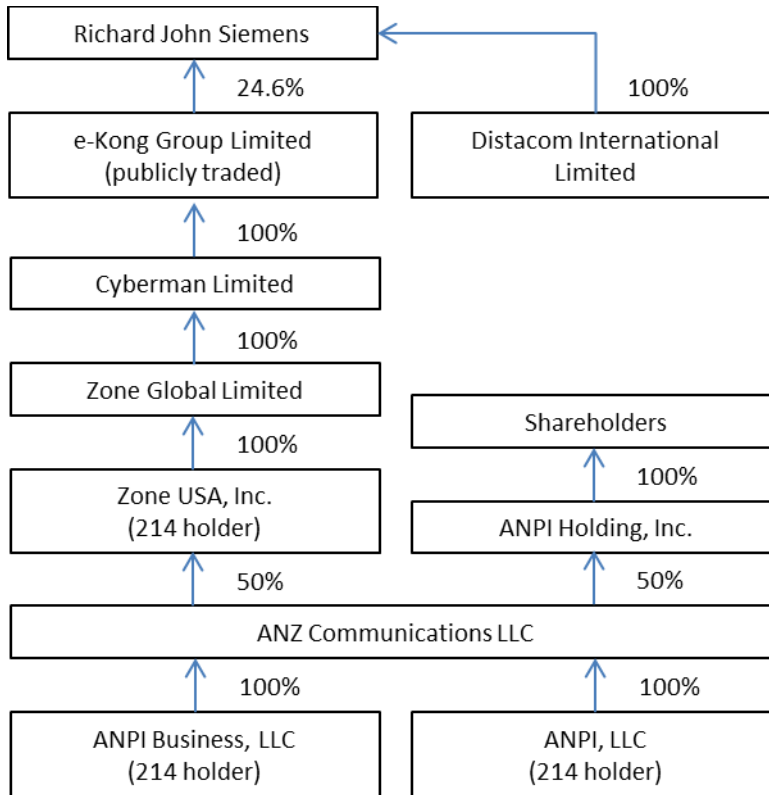 Richard John Siemens
24.6%
100%
e-Kong Group Limited
(publicly traded)
Distacom International
Limited
100%
Cyberman Limited
100%
Zone Global Limited
100%
Shareholders
100%
Zone USA, Inc.
(214 holder)
ANPI Holding, Inc.
50%
50%
ANZ Communications LLC
100%
100%
ANPI Business, LLC
(214 holder)
ANPI, LLC
(214 holder)